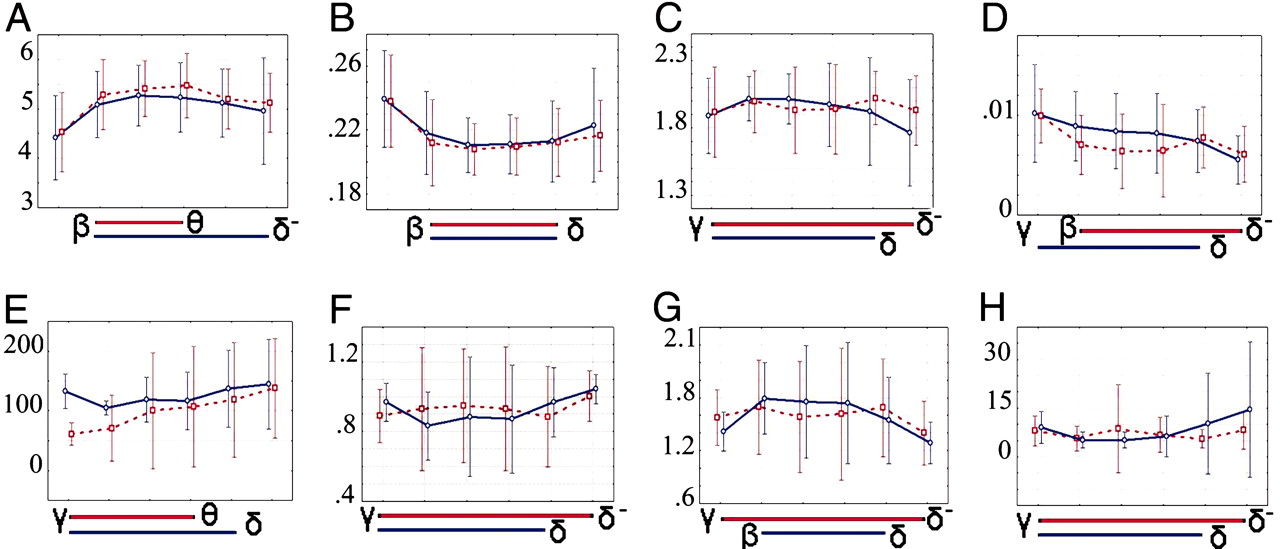 A B C D
6 .26 2.3
5 .22 1.8 .01
4
3 .18 1.3 0
β θ δ- β δ γ δ- δ γ β δ- δ
E F G H
200 1.2 2.1 30
100 .8 1.8 15
0 1.2 0
.4 .6
γ θ δ γ δ- δ γ δ- β δ γ δ- δ